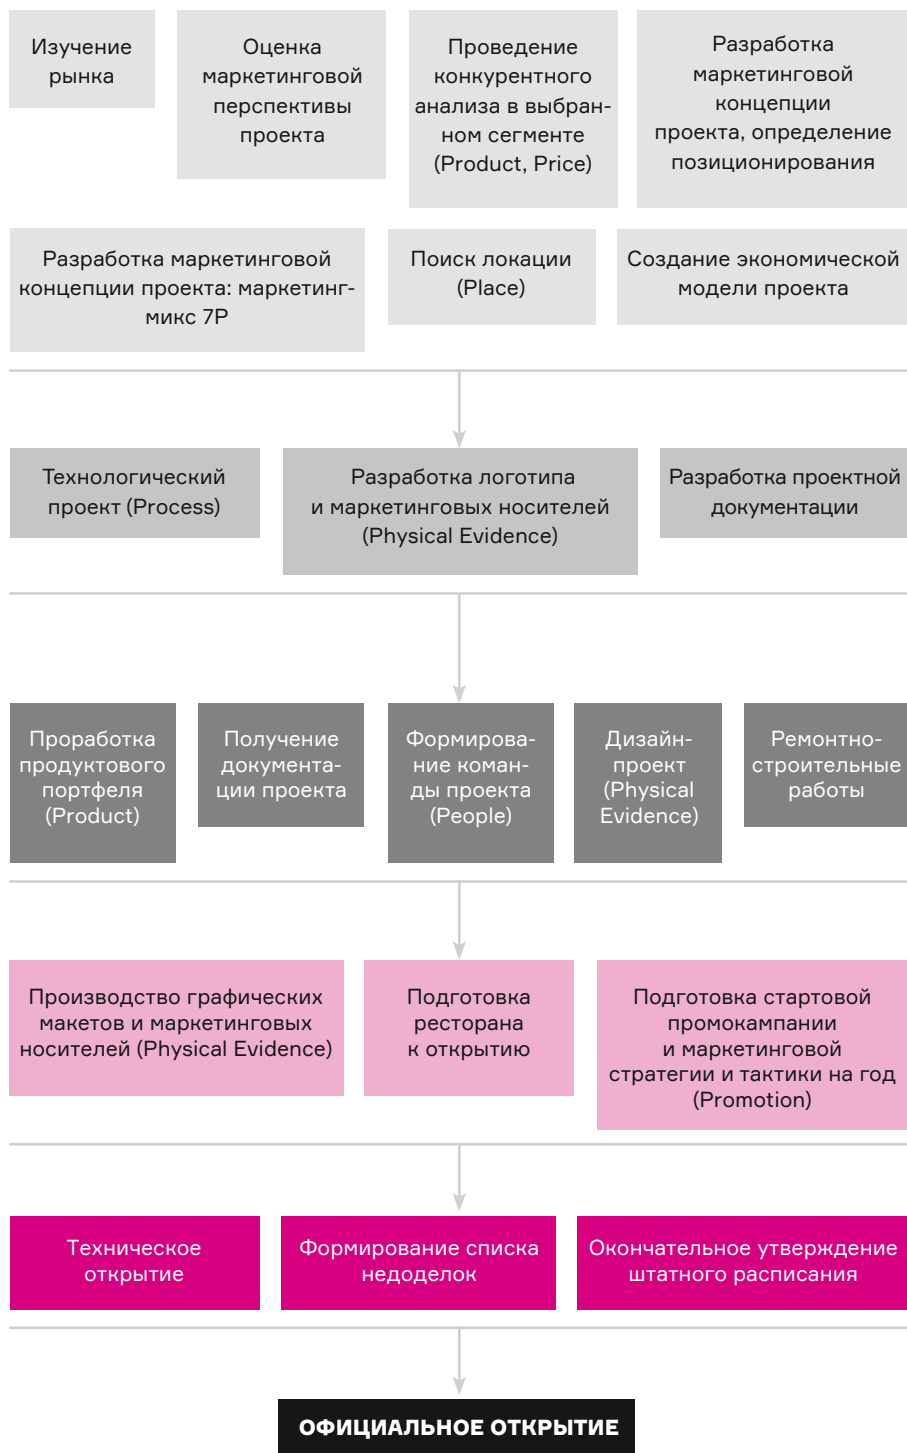 Изучение
рынка
Оценка
маркетинговой
перспективы
проекта
Проведение
конкурентного
анализа в выбран-
ном сегменте
(Product, Price)
Разработка
маркетинговой
концепции
проекта, определение
позиционирования
Разработка маркетинговой
концепции проекта: маркетинг-
микс 7P
Поиск локации
(Place)
Создание экономической
модели проекта
Технологический
проект (Process)
Разработка логотипа
и маркетинговых носителей
(Physical Evidence)
Разработка проектной
документации
Проработка
продуктового
портфеля
(Product)
Получение
документа-
ции проекта
Формирова-
ние коман-
ды проекта
(People)
Дизайн-
проект
(Physical
Evidence)
Ремонтно-
строительные
работы
Производство графических
макетов и маркетинговых
носителей (Physical Evidence)
Подготовка
ресторана
к открытию
Подготовка стартовой
промокампании
и маркетинговой
стратегии и тактики на год
(Promotion)
Техническое
открытие
Формирование списка
недоделок
Окончательное утверждение
штатного расписания
ОФИЦИАЛЬНОЕ ОТКРЫТИЕ